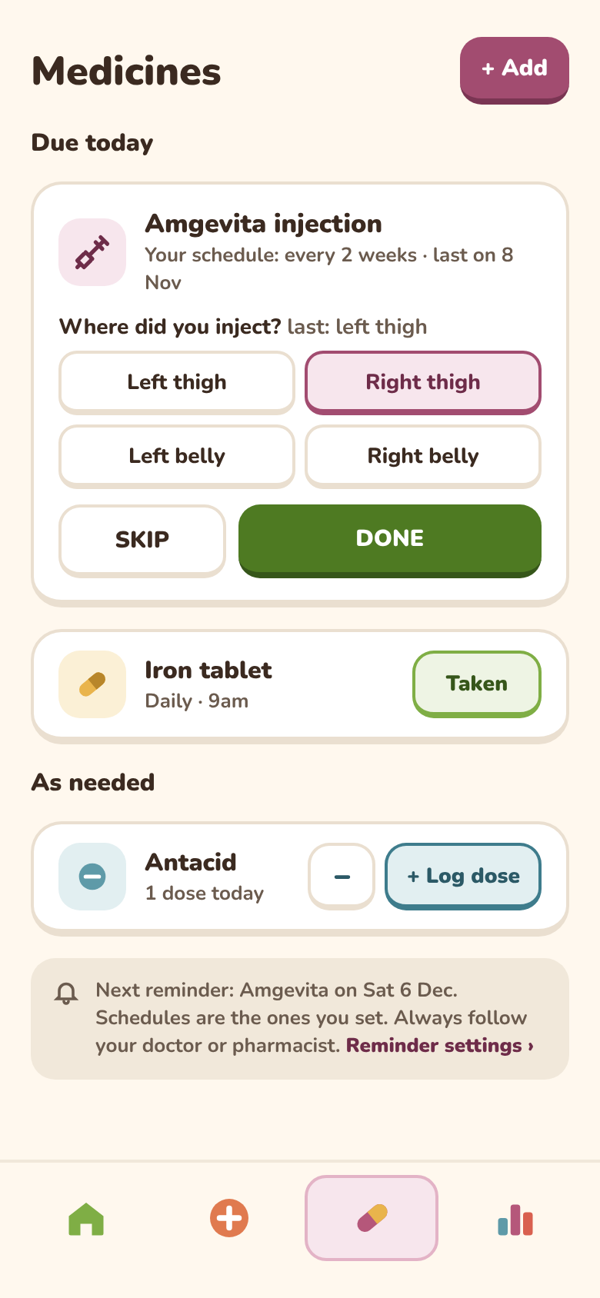 Medicines
+ Add
Due today
Amgevita injection
Your schedule: every 2 weeks · last on 8
Nov
Where did you inject? last: left thigh
Left thigh
Right thigh
Left belly
Right belly
SKIP
DONE
Iron tablet
Daily · 9am
Taken
As needed
Antacid
1 dose today
–
+ Log dose
Next reminder: Amgevita on Sat 6 Dec.
Schedules are the ones you set. Always follow
your doctor or pharmacist. Reminder settings ›